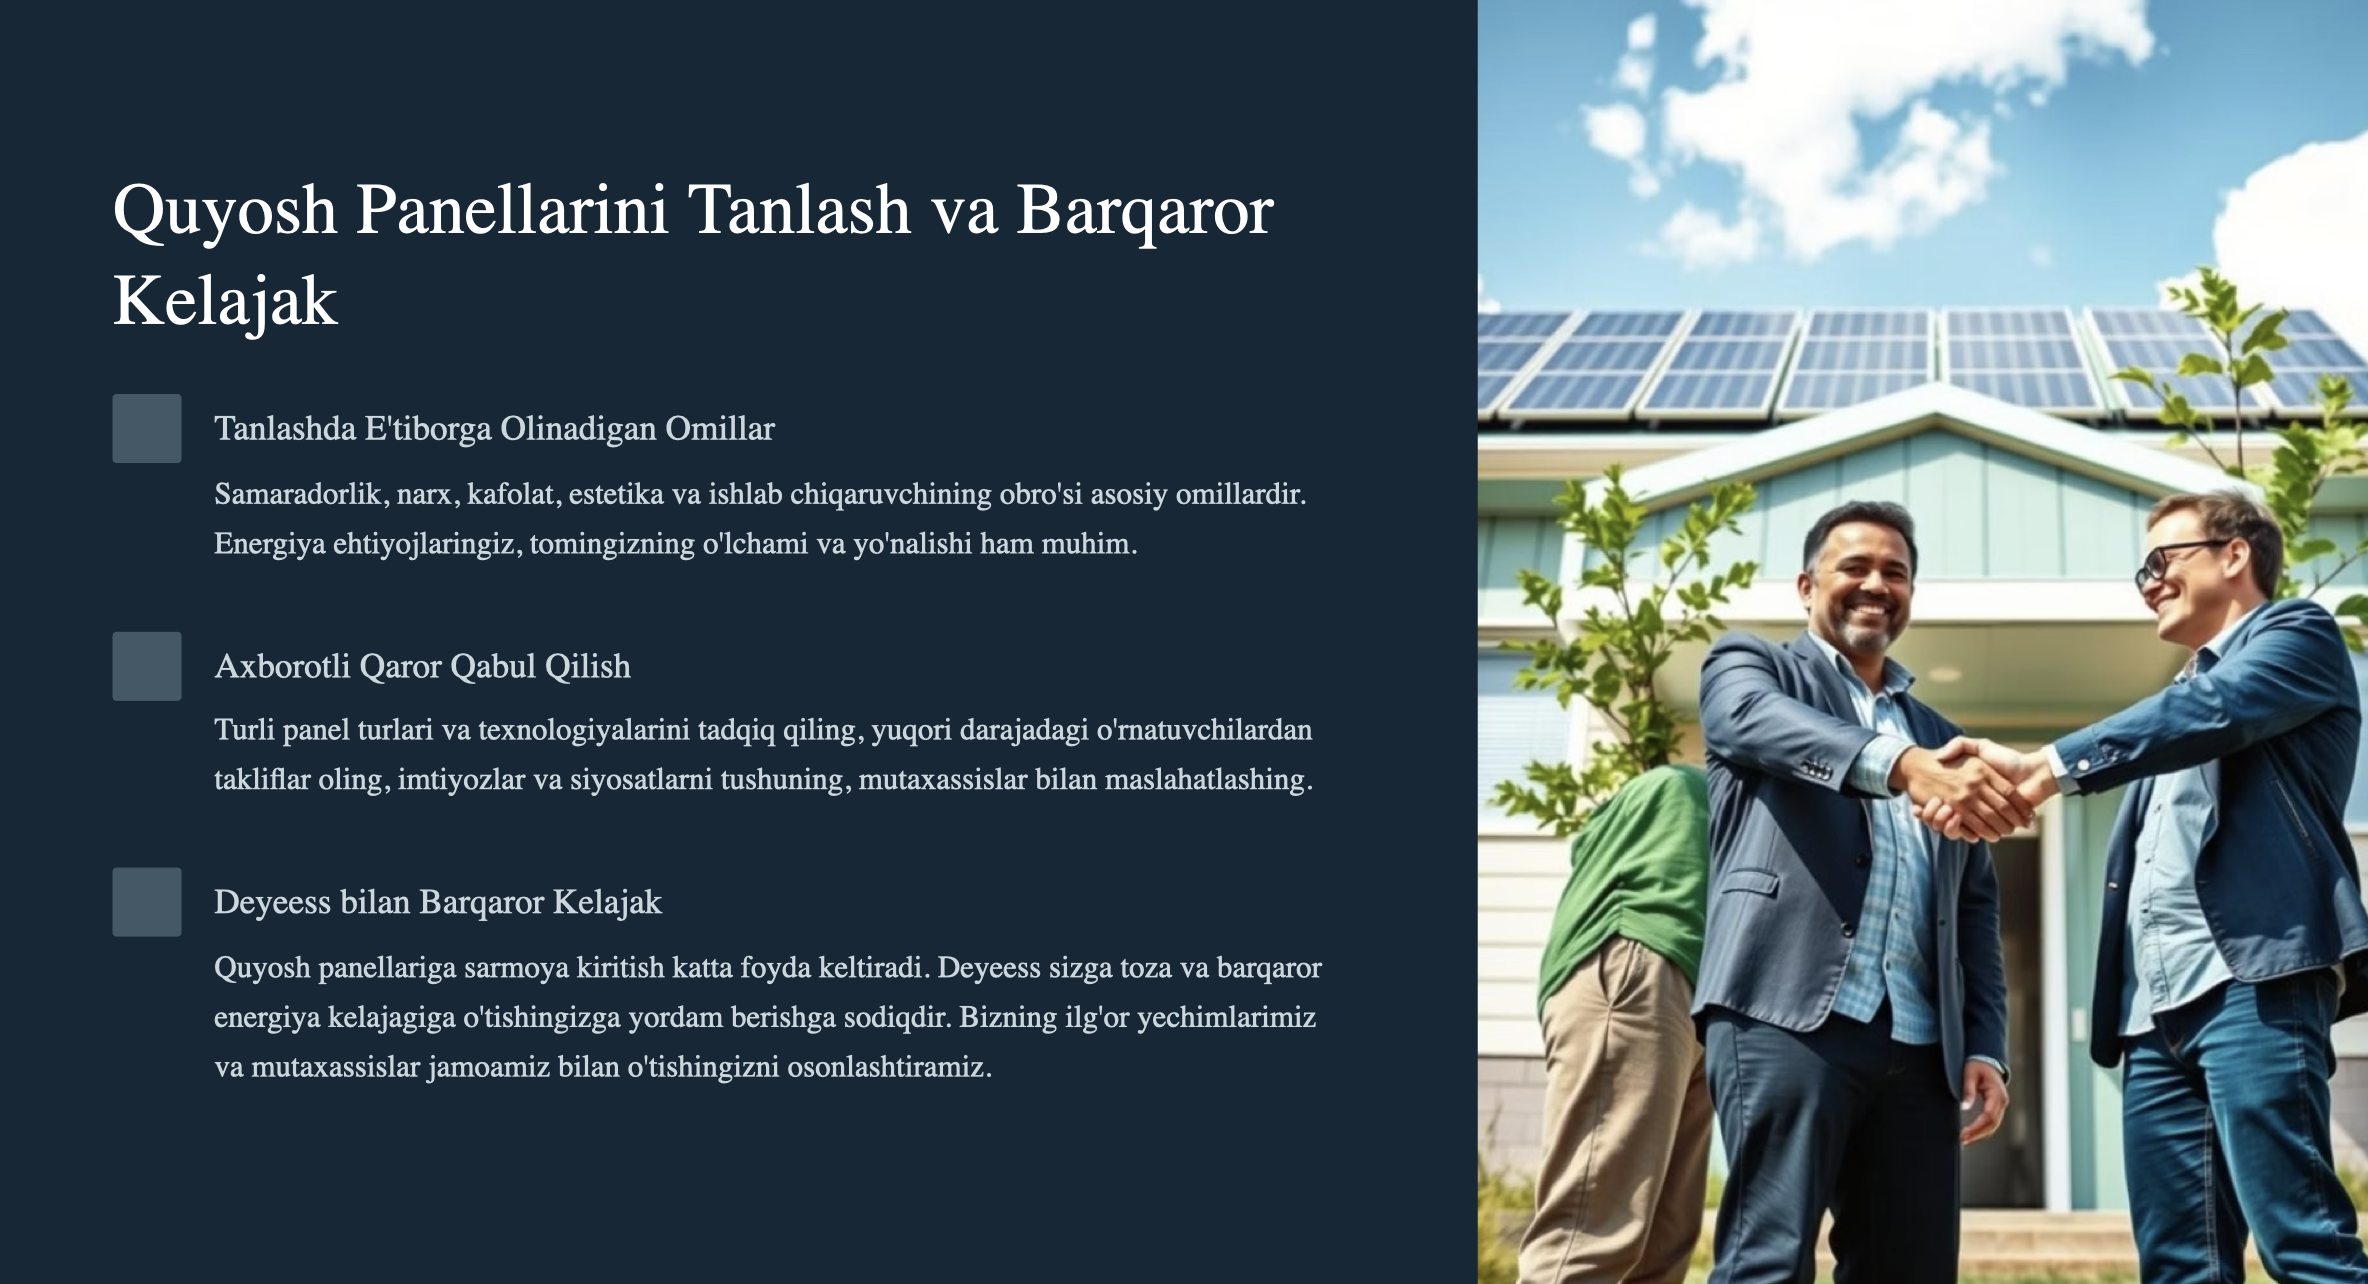 Quyosh Panellarini Tanlash va Barqaror
Kelajak
Tanlashda E'tiborga Olinadigan Omillar
Samaradorlik, narx, kafolat, estetika va ishlab chiqaruvchining obro'si asosiy omillardir.
Energiya ehtiyojlaringiz, tomingizning o'lchami va yo'nalishi ham muhim.
Axborotli Qaror Qabul Qilish
Turli panel turlari va texnologiyalarini tadqiq qiling, yuqori darajadagi o'rnatuvchilardan
takliflar oling, imtiyozlar va siyosatlarni tushuning, mutaxassislar bilan maslahatlashing.
Deyeess bilan Barqaror Kelajak
Quyosh panellariga sarmoya kiritish katta foyda keltiradi. Deyeess sizga toza va barqaror
energiya kelajagiga o'tishingizga yordam berishga sodiqdir. Bizning ilg'or yechimlarimiz
va mutaxassislar jamoamiz bilan o'tishingizni osonlashtiramiz.